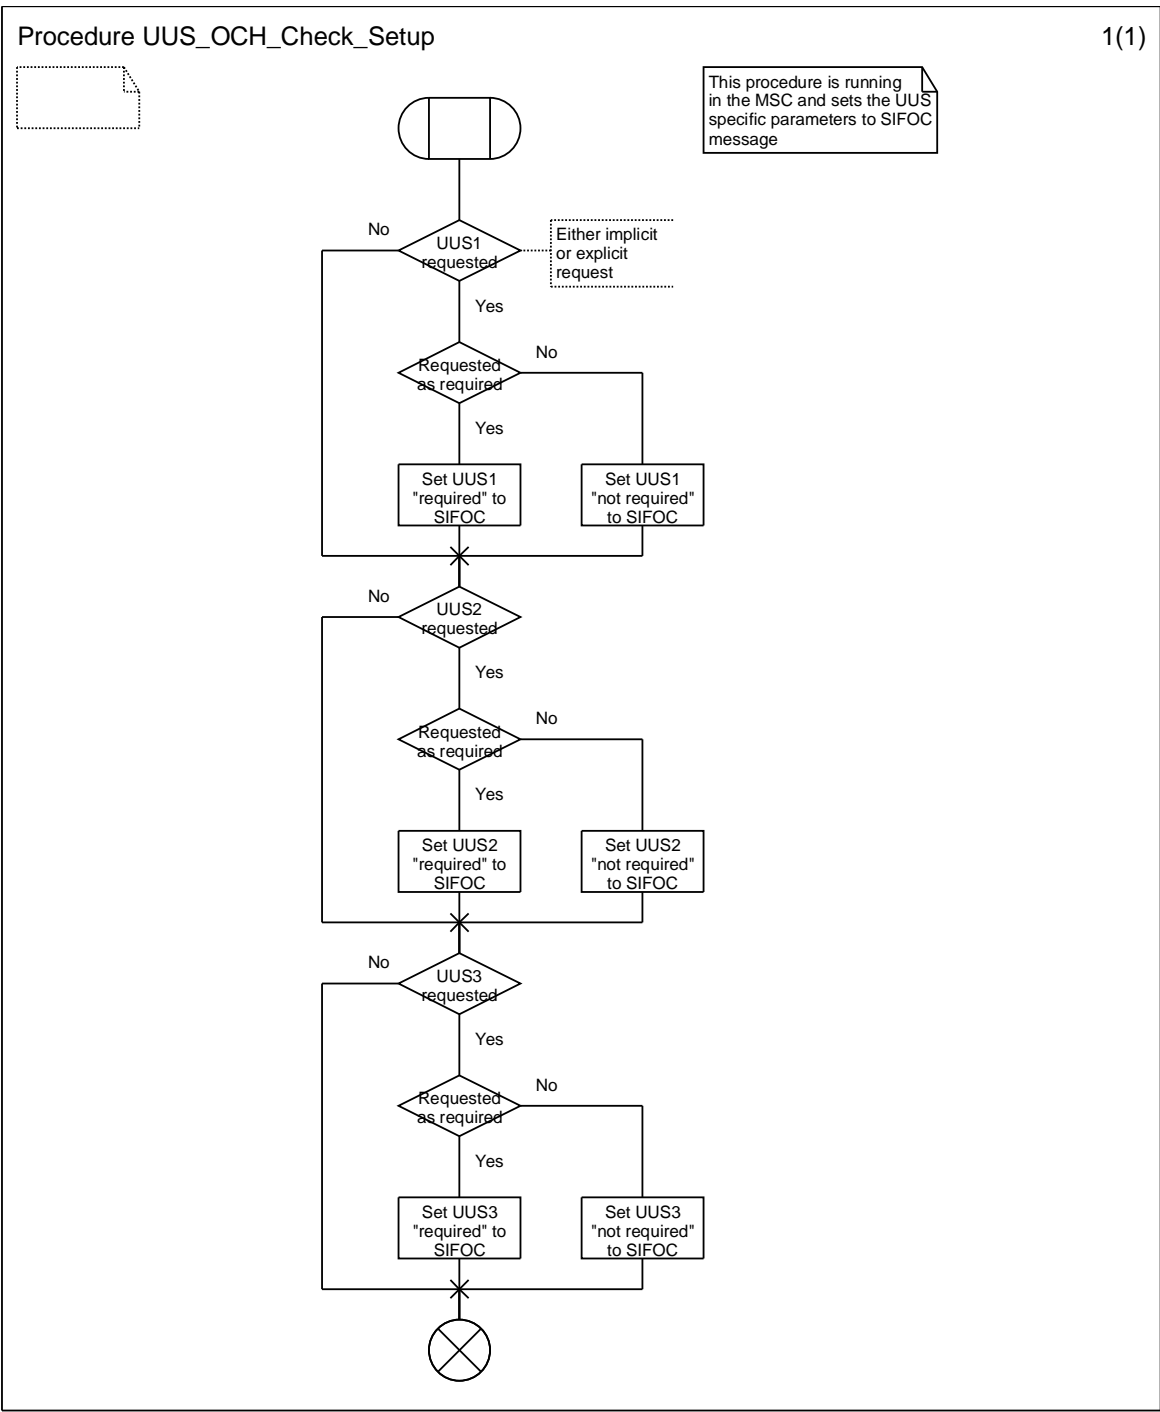 Procedure UUS_OCH_Check_Setup
1(1)
This procedure is running
in the MSC and sets the UUS
specific parameters to SIFOC
message
No
UUS1
requested
Either implicit
or explicit
request
Yes
Requested
as required
No
Yes
Set UUS1
"required" to
SIFOC
Set UUS1
"not required"
to SIFOC
No
UUS2
requested
Yes
Requested
as required
No
Yes
Set UUS2
"required" to
SIFOC
Set UUS2
"not required"
to SIFOC
No
UUS3
requested
Yes
Requested
as required
No
Yes
Set UUS3
"required" to
SIFOC
Set UUS3
"not required"
to SIFOC